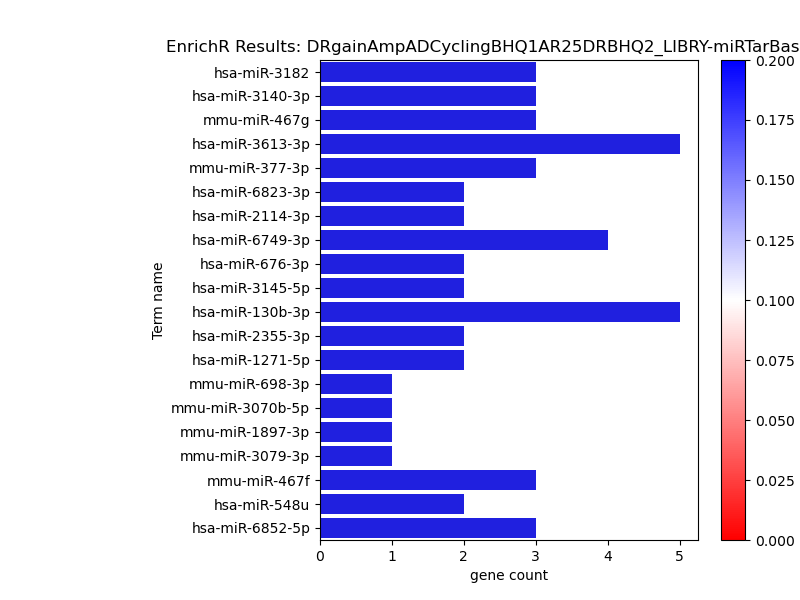 EnrichR Results: DRgainAmpADCyclingBHQ1AR25DRBHQ2_LIBRY-miRTarBas
hsa-miR-3182
hsa-miR-3140-3p
mmu-miR-467g
hsa-miR-3613-3p
mmu-miR-377-3p
hsa-miR-6823-3p
hsa-miR-2114-3p
hsa-miR-6749-3p
hsa-miR-676-3p
hsa-miR-3145-5p
hsa-miR-130b-3p
hsa-miR-2355-3p
hsa-miR-1271-5p
mmu-miR-698-3p
mmu-miR-3070b-5p
mmu-miR-1897-3p
mmu-miR-3079-3p
mmu-miR-467f
hsa-miR-548u
hsa-miR-6852-5p
Term name
0 1 2 3 4 5
gene count
0.200
0.175
0.150
0.125
0.100
0.075
0.050
0.025
0.000